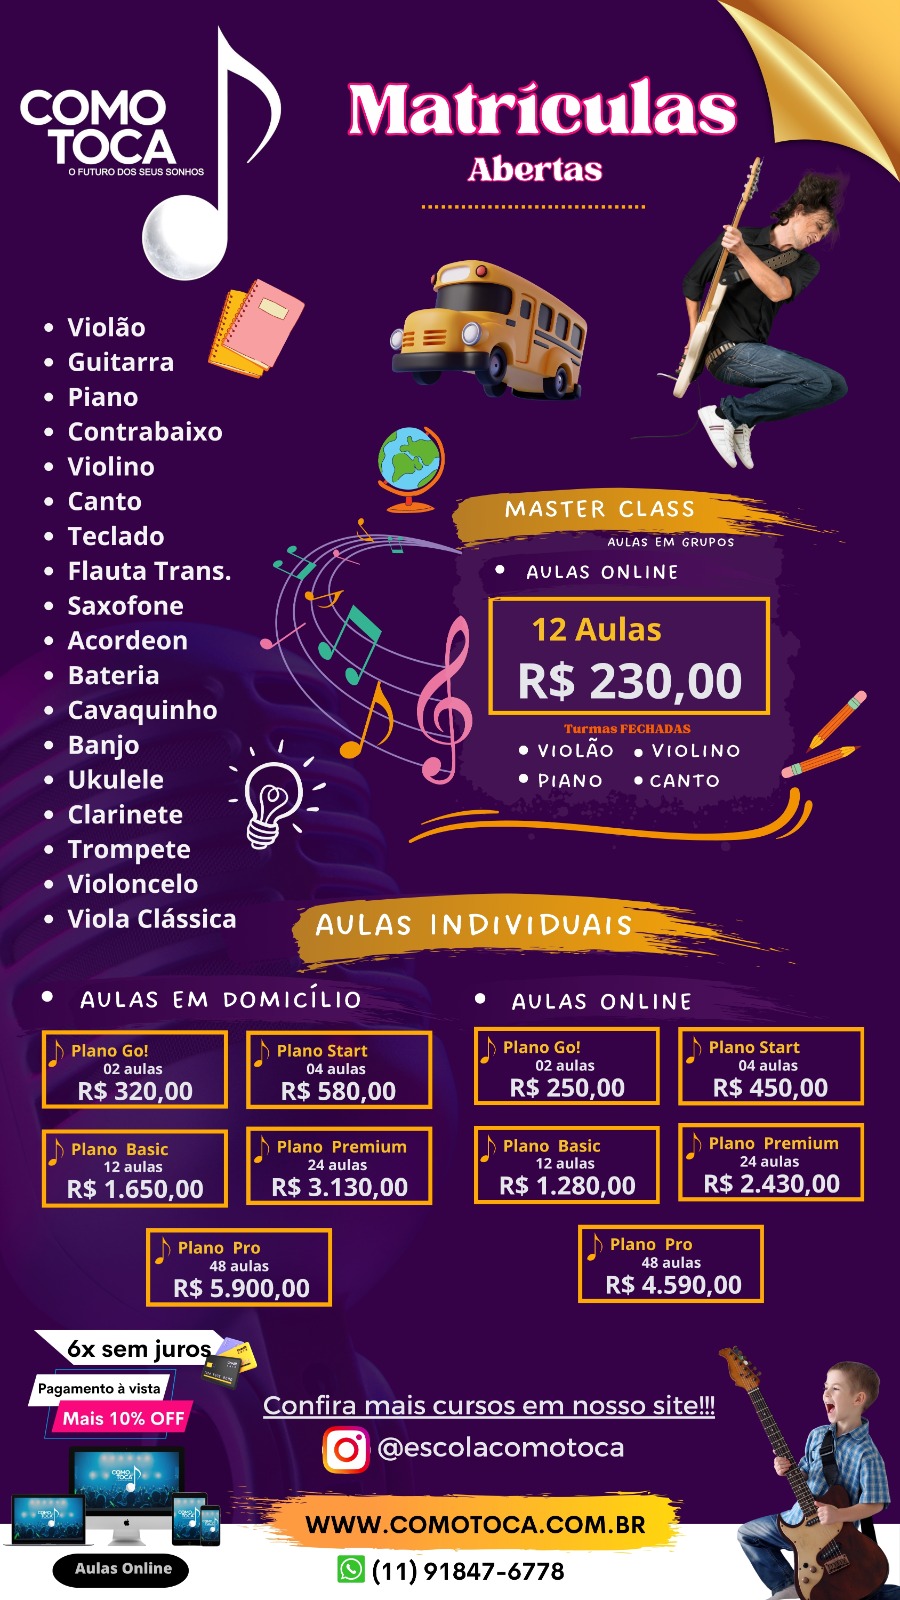 COMO
TOCA
O FUTURO DOS SEUS SONHOS
Matrículas
Abertas
• Violão
• Guitarra
• Piano
• Contrabaixo
• Violino
• Canto
• Teclado
• Flauta Trans.
• Saxofone
• Acordeon
• Bateria
• Cavaquinho
• Banjo
• Ukulele
• Clarinete
• Trompete
• Violoncelo
• Viola Clássica
MASTER CLASS
AULAS EM GRUPOS
• AULAS ONLINE
12 Aulas
R$ 230,00
Turmas FECHADAS
• VIOLÃO • VIOLINO
• PIANO • CANTO
AULAS INDIVIDUAIS
• AULAS EM DOMICÍLIO
Plano Go!
02 aulas
R$ 320,00
Plano Start
04 aulas
R$ 580,00
Plano Basic
12 aulas
R$ 1.650,00
Plano Premium
24 aulas
R$ 3.130,00
Plano Pro
48 aulas
R$ 5.900,00
• AULAS ONLINE
Plano Go!
02 aulas
R$ 250,00
Plano Start
04 aulas
R$ 450,00
Plano Basic
12 aulas
R$ 1.280,00
Plano Premium
24 aulas
R$ 2.430,00
Plano Pro
48 aulas
R$ 4.590,00
6x sem juros
Pagamento à vista
Mais 10% OFF
COMO
TOCA
Aulas Online
Confira mais cursos em nosso site!!!
@escolacomotoca
WWW.COMOTOCA.COM.BR
(11) 91847-6778